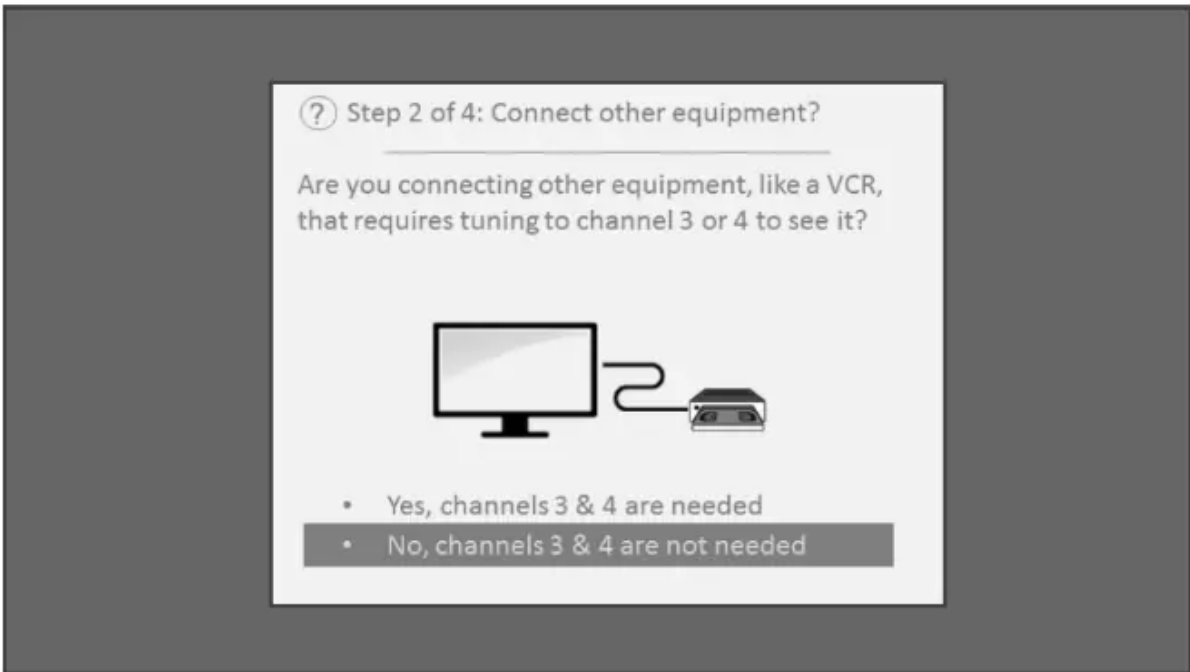 ? Step 2 of 4: Connect other equipment?
Are you connecting other equipment, like a VCR,
that requires tuning to channel 3 or 4 to see it?
• Yes, channels 3 & 4 are needed
• No, channels 3 & 4 are not needed